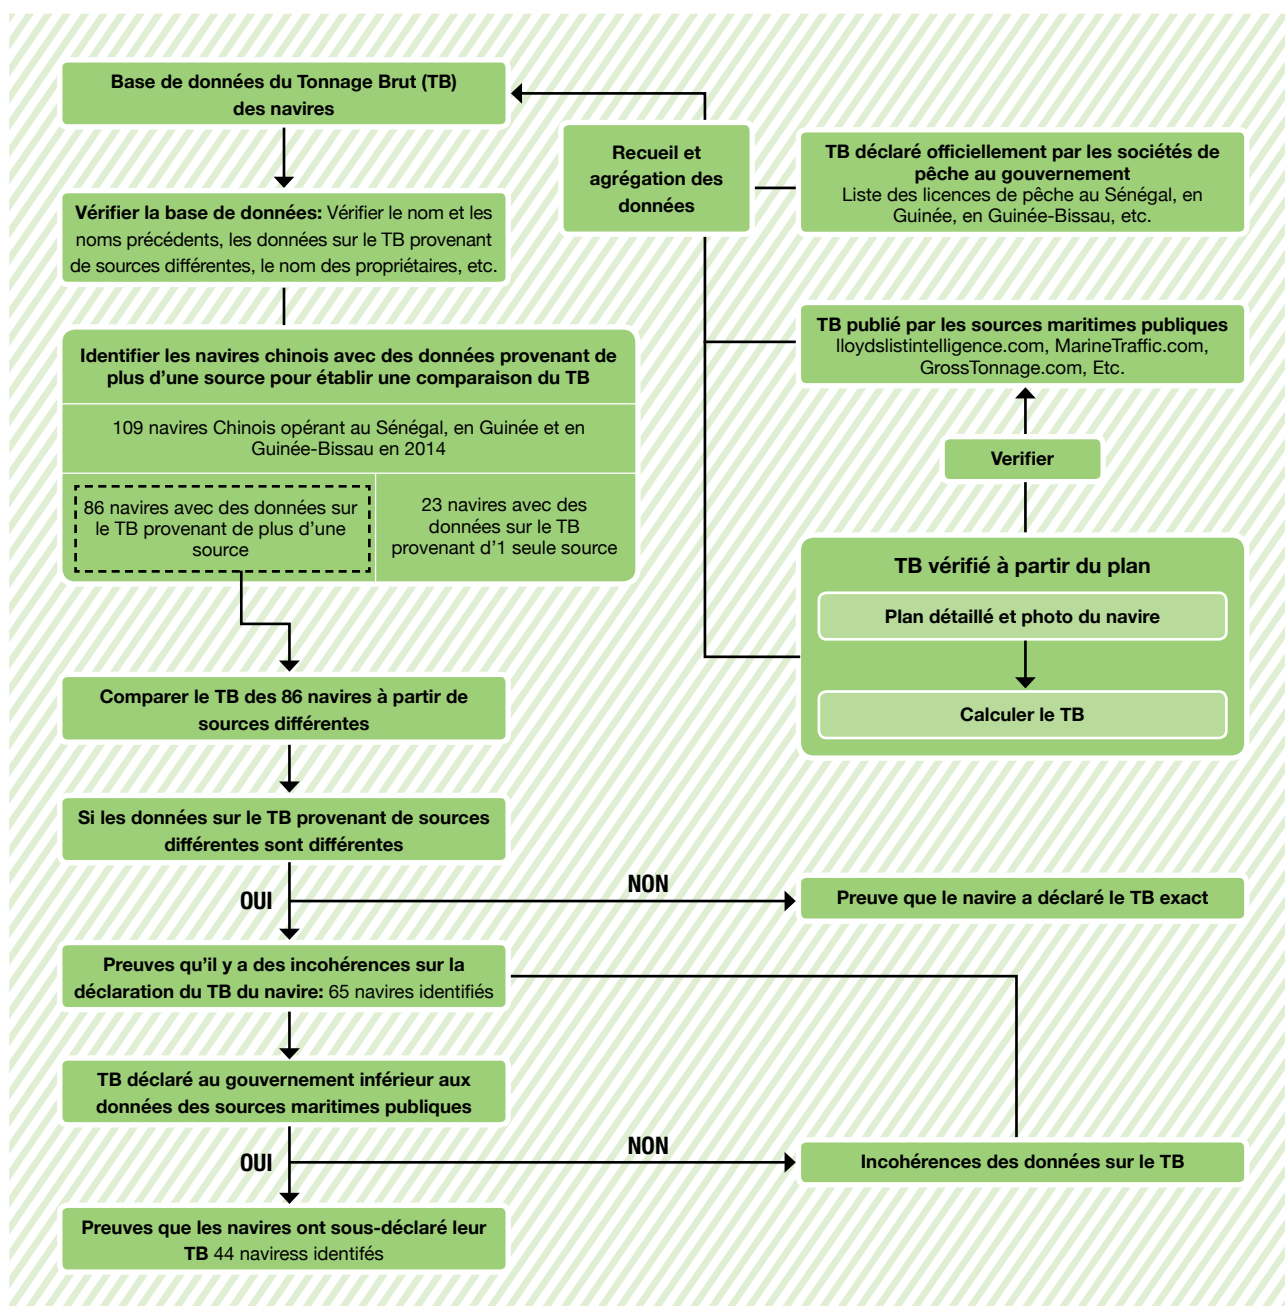 Base de données du Tonnage Brut (TB)
des navires
Vérifier la base de données: Vérifier le nom et les
noms précédents, les données sur le TB provenant
de sources différentes, le nom des propriétaires, etc.
Identifier les navires chinois avec des données provenant de
plus d'une source pour établir une comparaison du TB
109 navires Chinois opérant au Sénégal, en Guinée et en
Guinée-Bissau en 2014
86 navires avec des données sur
le TB provenant de plus d'une
source
23 navires avec des
données sur le TB
provenant d'1 seule source
Recueil et
agrégation des
données
TB déclaré officiellement par les sociétés de
pêche au gouvernement
Liste des licences de pêche au Sénégal, en
Guinée, en Guinée-Bissau, etc.
TB publié par les sources maritimes publiques
lloydslistintelligence.com, MarineTraffic.com,
GrossTonnage.com, Etc.
Verifier
TB vérifié à partir du plan
Plan détaillé et photo du navire
Calculer le TB
Comparer le TB des 86 navires à partir de
sources différentes
Si les données sur le TB provenant de sources
différentes sont différentes
OUI
NON
Preuve que le navire a déclaré le TB exact
Preuves qu'il y a des incohérences sur la
déclaration du TB du navire: 65 navires identifiés
TB déclaré au gouvernement inférieur aux
données des sources maritimes publiques
OUI
NON
Incohérences des données sur le TB
Preuves que les navires ont sous-déclaré leur
TB 44 naviress identifés